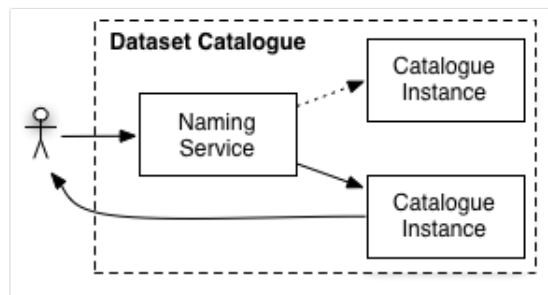 Dataset Catalogue
Catalogue
Instance
Naming
Service
Catalogue
Instance